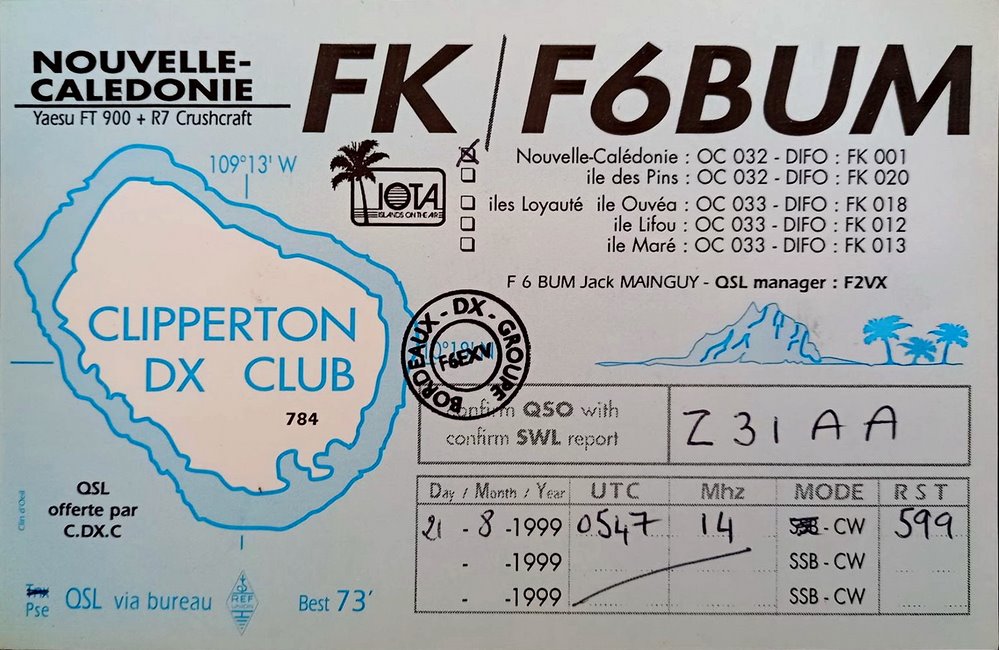 NOUVELLE-
CALEDONIE
Yaesu FT 900 + R7 Crushcraft
FK/F6BUM
109°13' W
IOTA
ISLANDS ON THE AIR
Nouvelle-Calédonie : OC 032 - DIFO : FK 001
ile des Pins : OC 032 - DIFO : FK 020
iles Loyauté ile Ouvéa : OC 033 - DIFO : FK 018
ile Lifou : OC 033 - DIFO : FK 012
ile Maré : OC 033 - DIFO : FK 013
F 6 BUM Jack MAINGUY - QSL manager : F2VX
CLIPPERTON
DX CLUB
784
BORDEAUX - DX - GROUPE
F6EXV
confirm QSO with
confirm SWL report
Z31AA
Day / Month / Year UTC Mhz MODE RST
21 - 8 -1999 0547 14 SSB - CW 599
- -1999 SSB - CW
- -1999 SSB - CW
QSL
offerte par
C.DX.C
Clin d'Oeil
Tnx
Pse QSL via bureau
REF
UNION
Best 73'